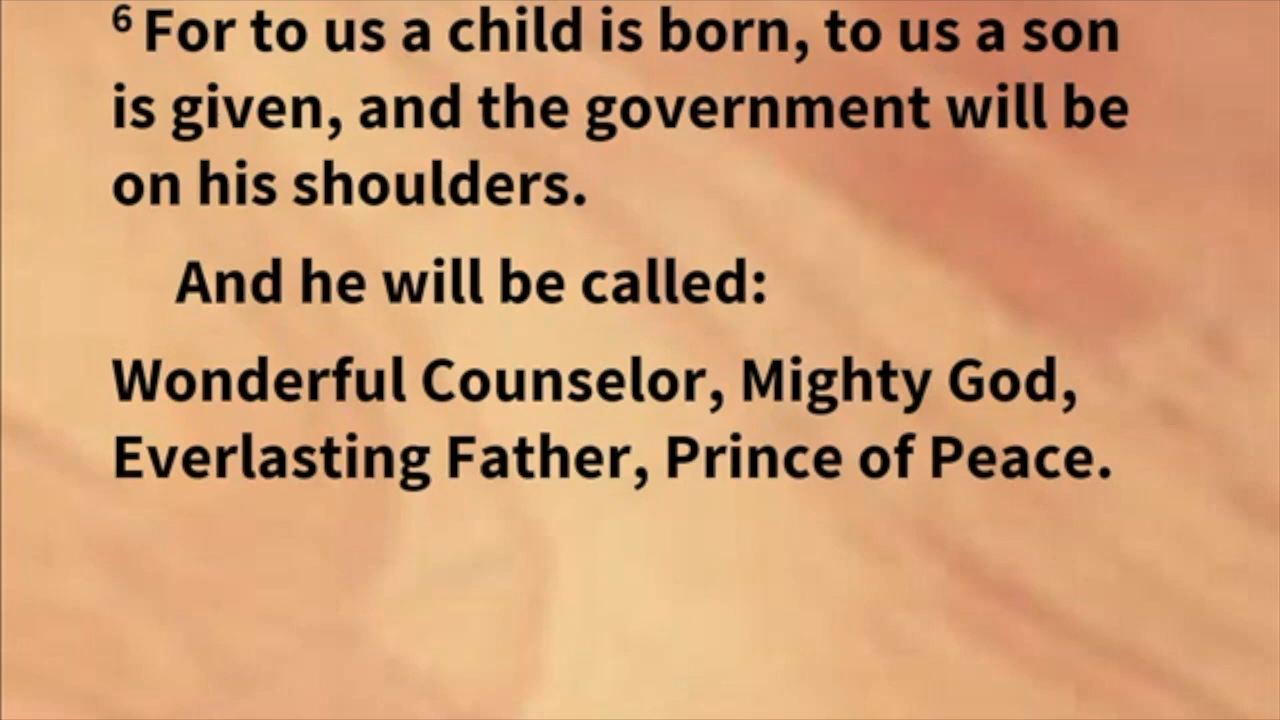 6 For to us a child is born, to us a son
is given, and the government will be
on his shoulders.
And he will be called:
Wonderful Counselor, Mighty God,
Everlasting Father, Prince of Peace.